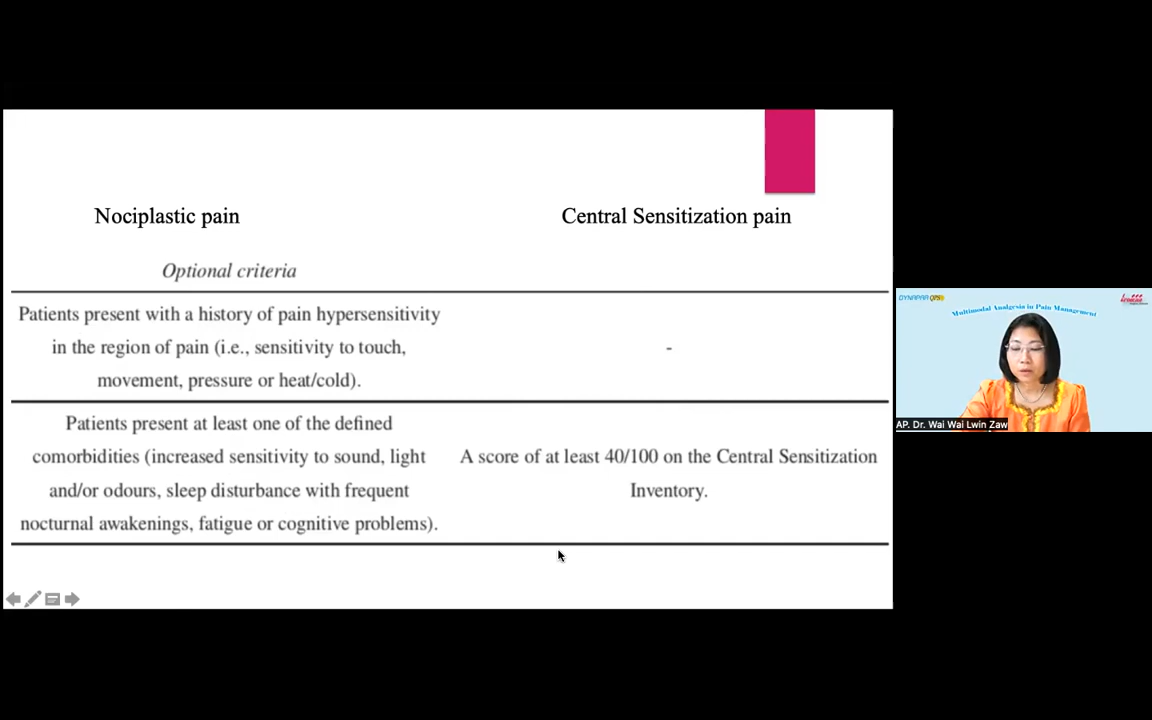 Nociplastic pain
Central Sensitization pain
Optional criteria
Patients present with a history of pain hypersensitivity
in the region of pain (i.e., sensitivity to touch,
movement, pressure or heat/cold).
-
Patients present at least one of the defined
comorbidities (increased sensitivity to sound, light
and/or odours, sleep disturbance with frequent
nocturnal awakenings, fatigue or cognitive problems).
A score of at least 40/100 on the Central Sensitization
Inventory.
DYNAPAR QPS
Multimodal Analgesia in Pain Management
AP. Dr. Wai Wai Lwin Zaw